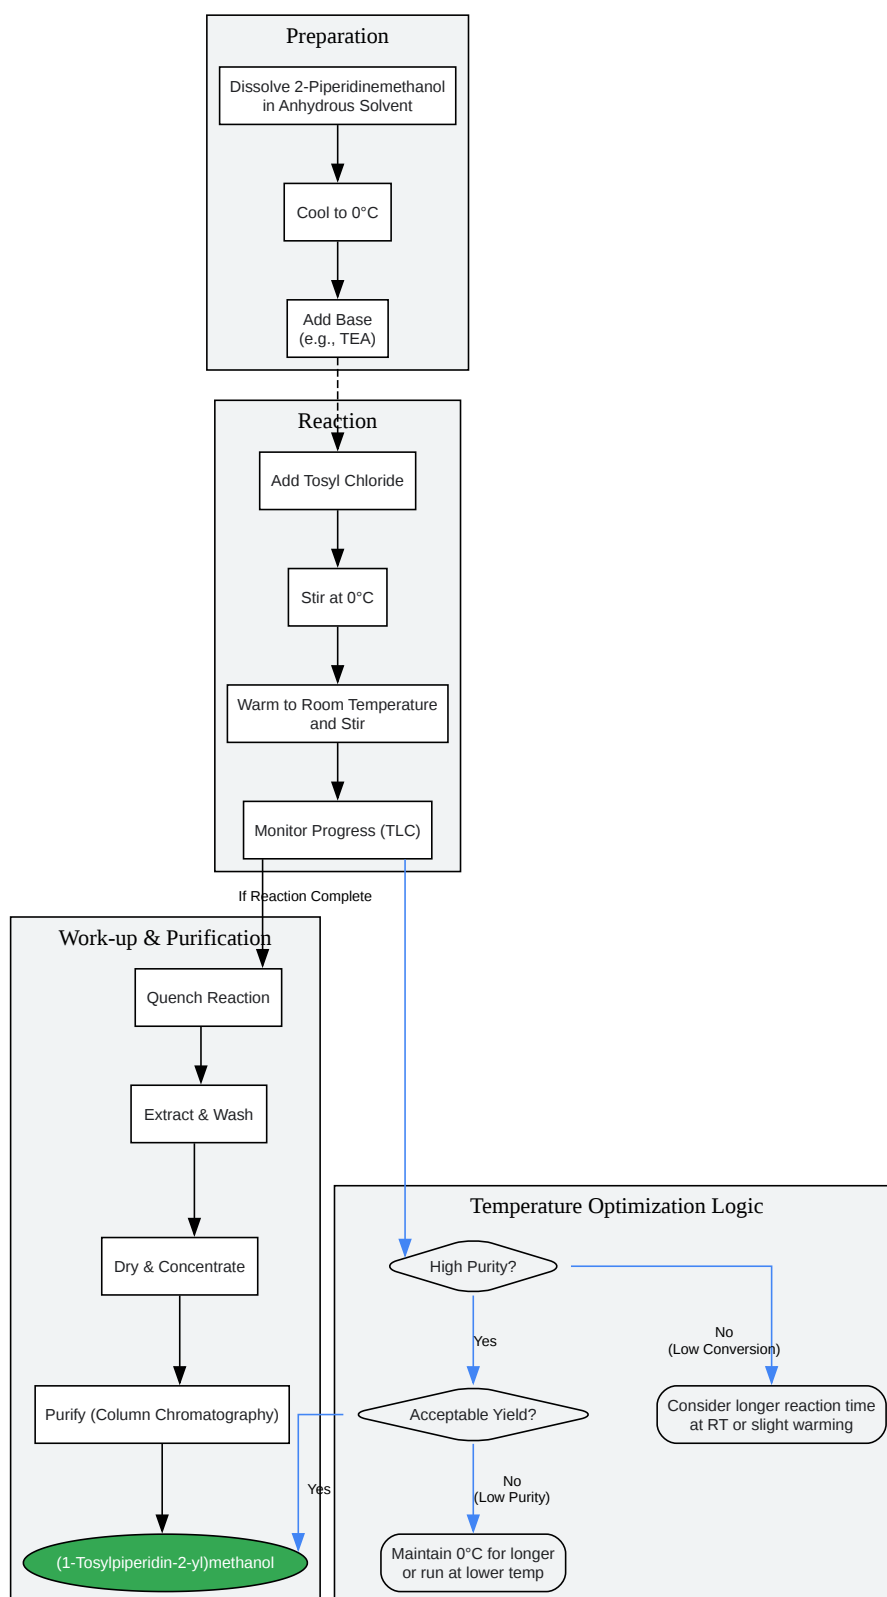 Preparation
Dissolve 2-Piperidinemethanol
in Anhydrous Solvent
Cool to 0°C
Add Base
(e.g., TEA)
Reaction
Add Tosyl Chloride
Stir at 0°C
Warm to Room Temperature
and Stir
Monitor Progress (TLC)
If Reaction Complete
Work-up & Purification
Quench Reaction
Extract & Wash
Dry & Concentrate
Purify (Column Chromatography)
(1-Tosylpiperidin-2-yl)methanol
Temperature Optimization Logic
High Purity?
Yes
No
(Low Conversion)
Acceptable Yield?
Consider longer reaction time
at RT or slight warming
Yes
No
(Low Purity)
Maintain 0°C for longer
or run at lower temp